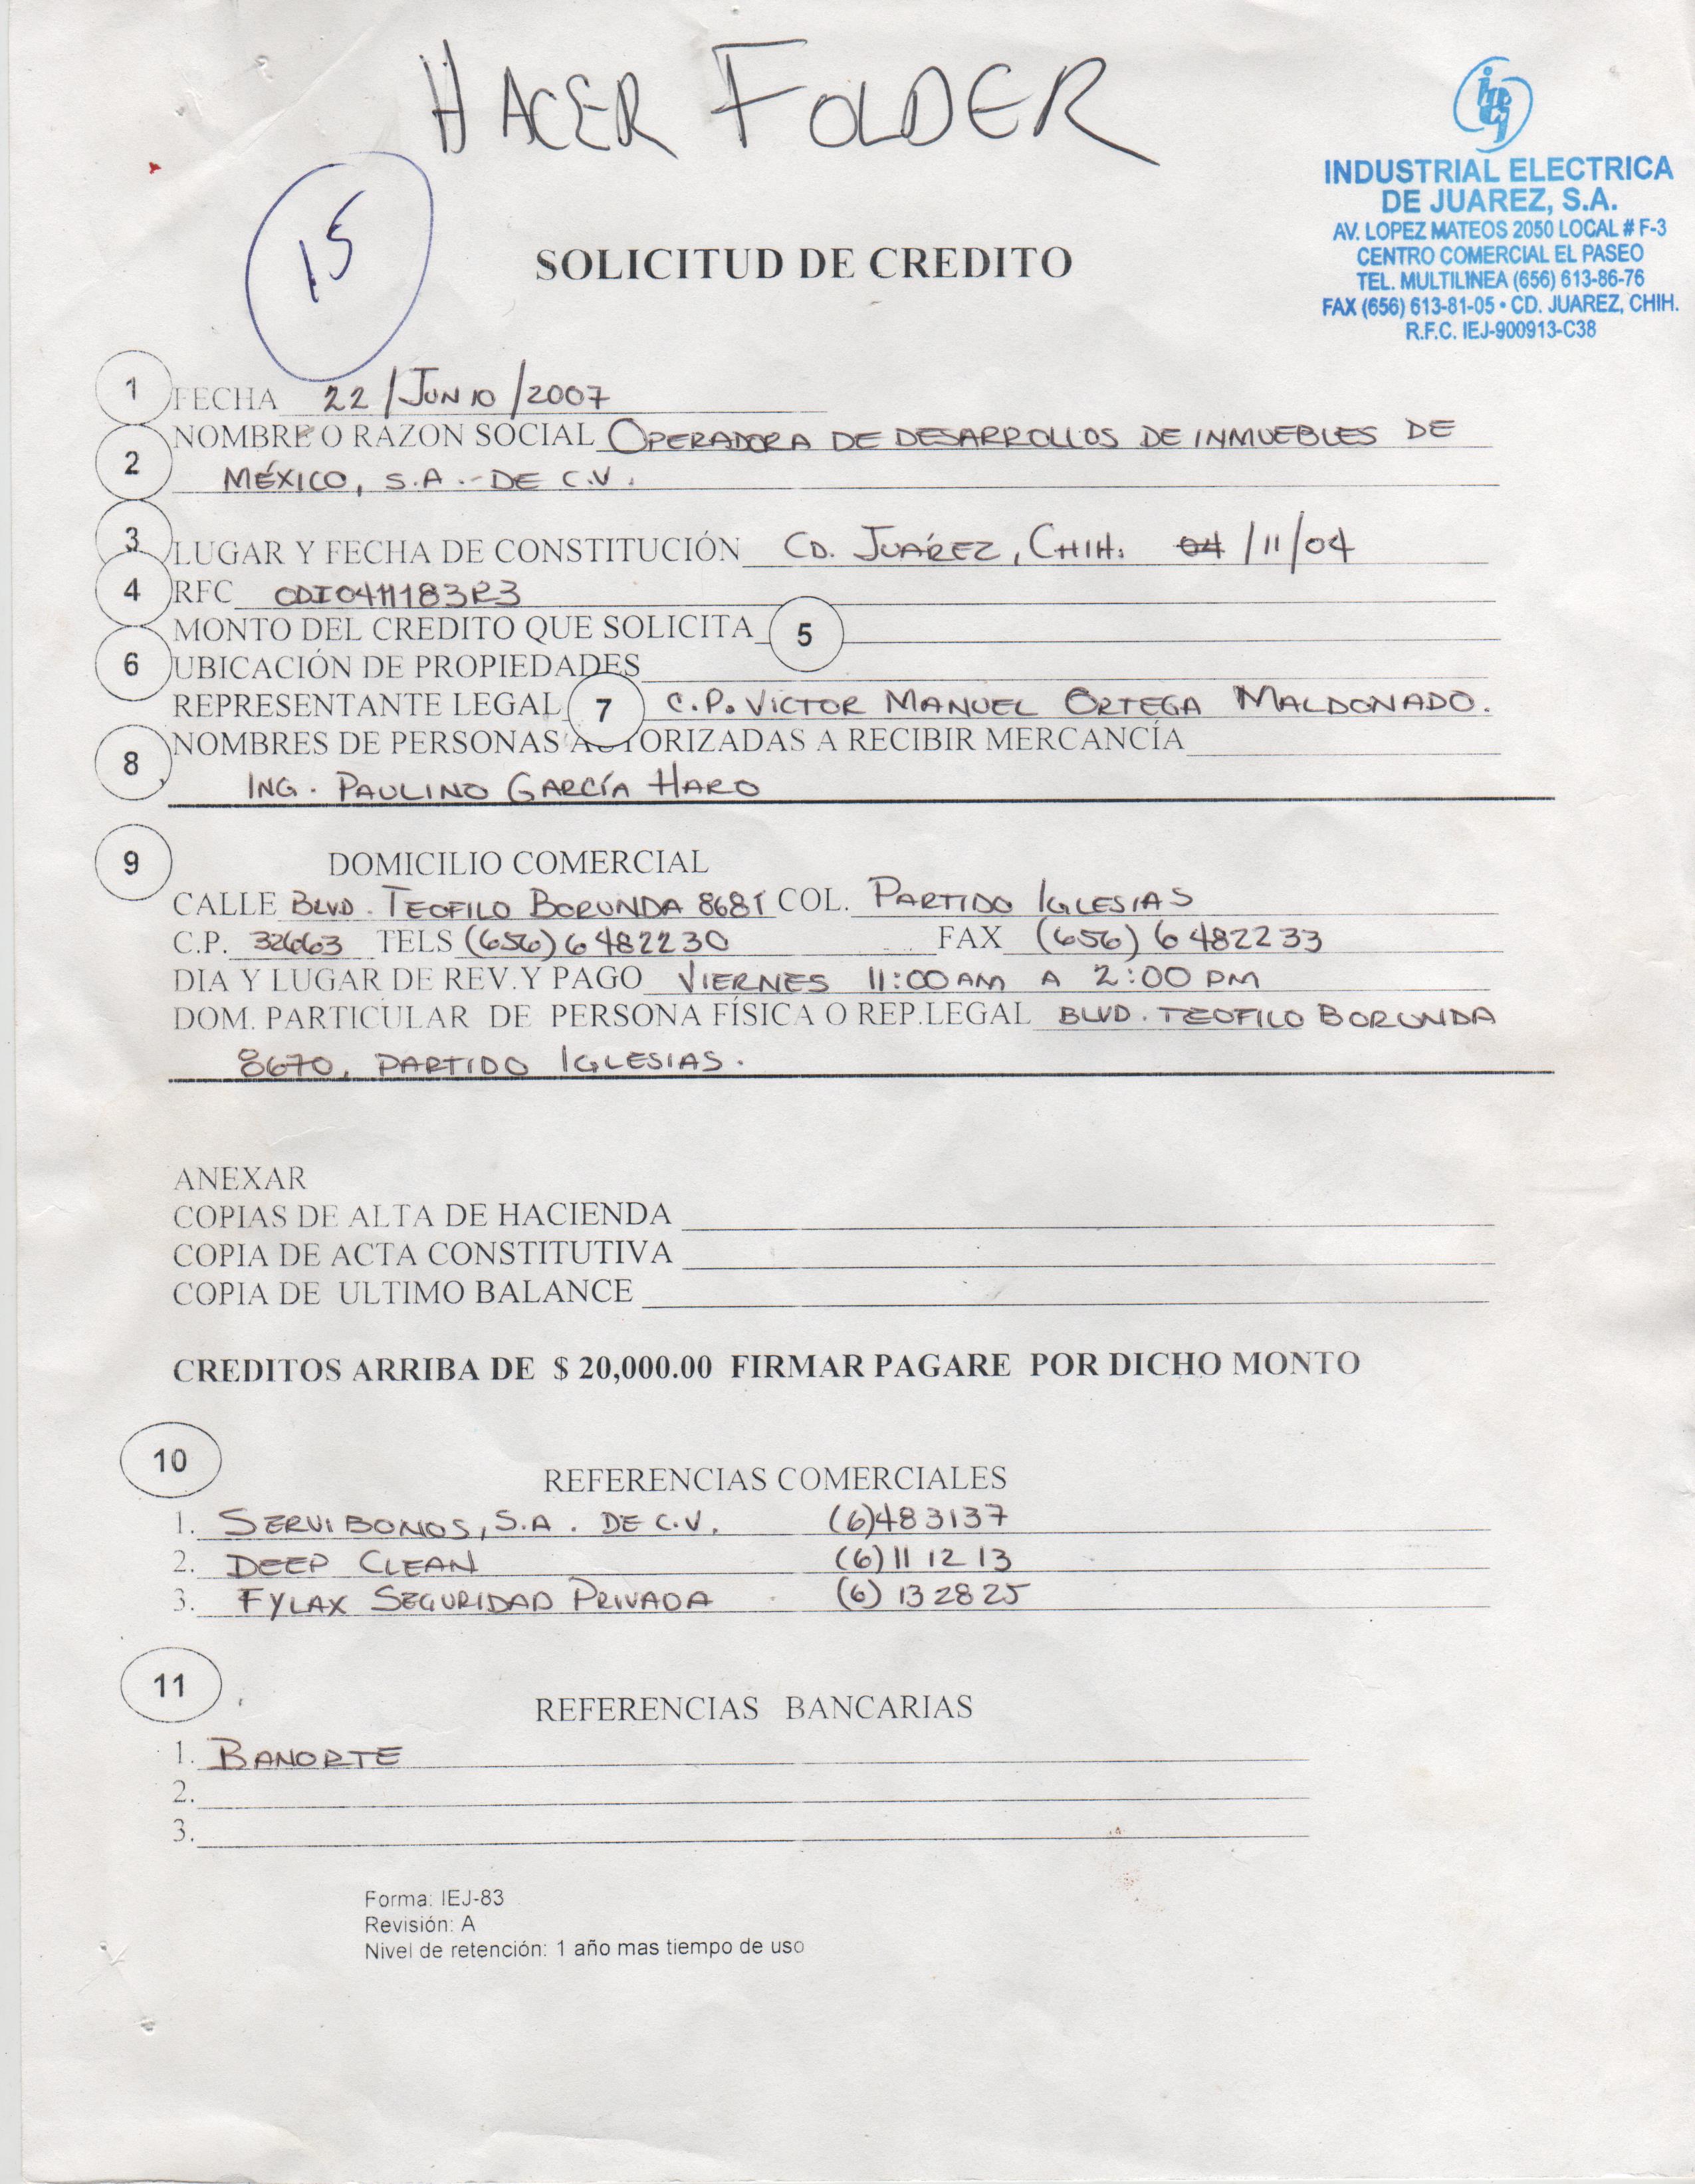 HACER FOLDER
15
INDUSTRIAL ELECTRICA
DE JUAREZ, S.A.
AV. LOPEZ MATEOS 2050 LOCAL # F-3
CENTRO COMERCIAL EL PASEO
TEL. MULTILINEA (656) 613-86-76
FAX (656) 613-81-05 • CD. JUAREZ, CHIH.
R.F.C. IEJ-900913-C38
SOLICITUD DE CREDITO
1 FECHA 22/JUNIO/2007
2 NOMBRE O RAZON SOCIAL OPERADORA DE DESARROLLOS DE INMUEBLES DE
MÉXICO, S.A. DE C.V.
3 LUGAR Y FECHA DE CONSTITUCIÓN CD. JUÁREZ, CHIH. 04/11/04
4 RFC ODI0411183R3
MONTO DEL CREDITO QUE SOLICITA 5
6 UBICACIÓN DE PROPIEDADES
REPRESENTANTE LEGAL 7 C.P. VICTOR MANUEL ORTEGA MALDONADO.
8 NOMBRES DE PERSONAS AUTORIZADAS A RECIBIR MERCANCÍA
ING. PAULINO GARCÍA HARO
9 DOMICILIO COMERCIAL
CALLE BLVD. TEOFILO BORUNDA 8681 COL. PARTIDO IGLESIAS
C.P. 32663 TELS (656) 6482230 FAX (656) 6482233
DIA Y LUGAR DE REV.Y PAGO VIERNES 11:00 AM A 2:00 PM
DOM. PARTICULAR DE PERSONA FÍSICA O REP.LEGAL BLVD. TEOFILO BORUNDA
8670, PARTIDO IGLESIAS.
ANEXAR
COPIAS DE ALTA DE HACIENDA
COPIA DE ACTA CONSTITUTIVA
COPIA DE ULTIMO BALANCE
CREDITOS ARRIBA DE $ 20,000.00 FIRMAR PAGARE POR DICHO MONTO
10 REFERENCIAS COMERCIALES
1. SERVIBONOS, S.A. DE C.V. (6)483137
2. DEEP CLEAN (6)11 12 13
3. FYLAX SEGURIDAD PRIVADA (6) 13 28 25
11 REFERENCIAS BANCARIAS
1. BANORTE
2.
3.
Forma: IEJ-83
Revisión: A
Nivel de retención: 1 año mas tiempo de uso